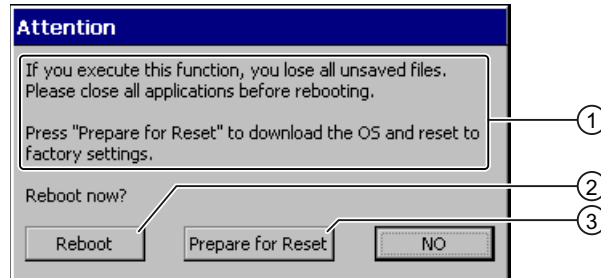 Attention
If you execute this function, you lose all unsaved files.
Please close all applications before rebooting.
Press "Prepare for Reset" to download the OS and reset to
factory settings.
1
Reboot now?
2
3
Reboot
Prepare for Reset
NO